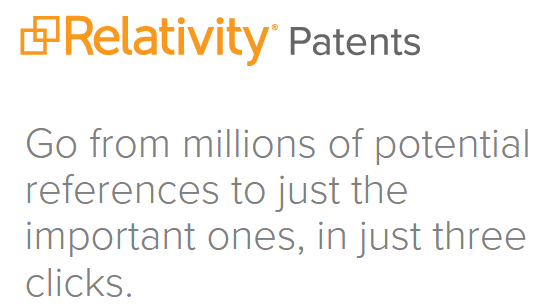 Relativity® Patents
Go from millions of potential
references to just the
important ones, in just three
clicks.